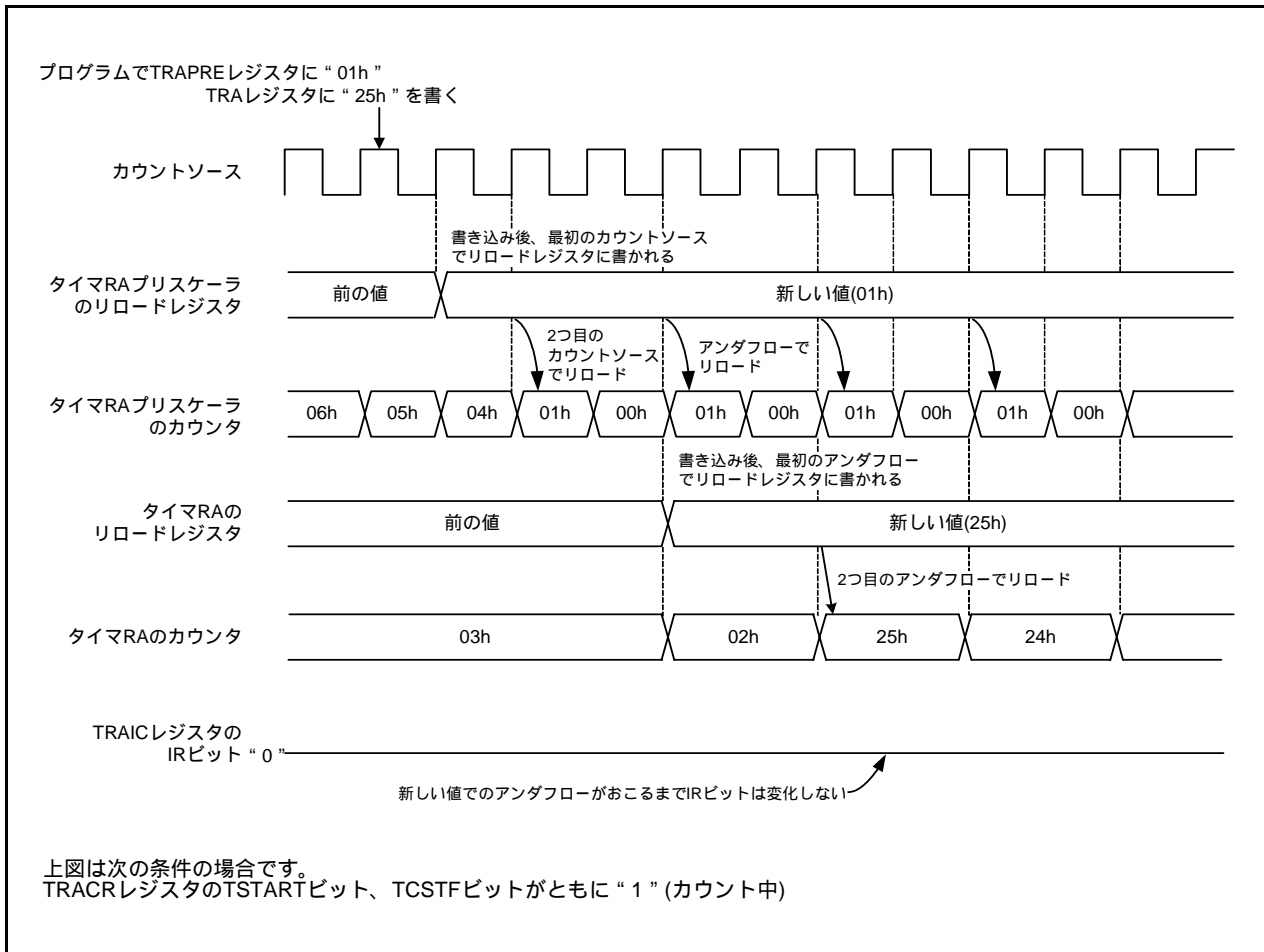 プログラムでTRAPREレジスタに“01h”
TRAレジスタに“25h”を書く
カウントソース
書き込み後、最初のカウントソース
でリロードレジスタに書かれる
タイマRAプリスケーラ
のリロードレジスタ
前の値
新しい値(01h)
2つ目の
カウントソース
でリロード
アンダフローで
リロード
タイマRAプリスケーラ
のカウンタ
06h 05h 04h 01h 00h 01h 00h 01h 00h 01h 00h
書き込み後、最初のアンダフロー
でリロードレジスタに書かれる
タイマRAの
リロードレジスタ
前の値
新しい値(25h)
2つ目のアンダフローでリロード
タイマRAのカウンタ
03h 02h 25h 24h
TRAICレジスタの
IRビット“0”
新しい値でのアンダフローがおこるまでIRビットは変化しない
上図は次の条件の場合です。
TRACRレジスタのTSTARTビット、TCSTFビットがともに“1”(カウント中)